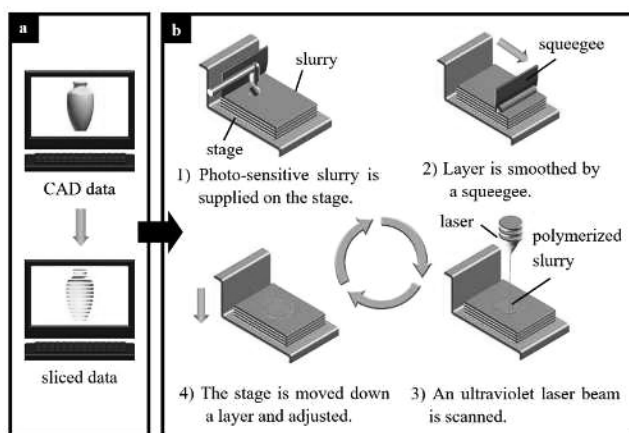 a
CAD data
sliced data
b
slurry
stage
1) Photo-sensitive slurry is
supplied on the stage.
squeegee
2) Layer is smoothed by
a squeegee.
laser
polymerized
slurry
3) An ultraviolet laser beam
is scanned.
4) The stage is moved down
a layer and adjusted.